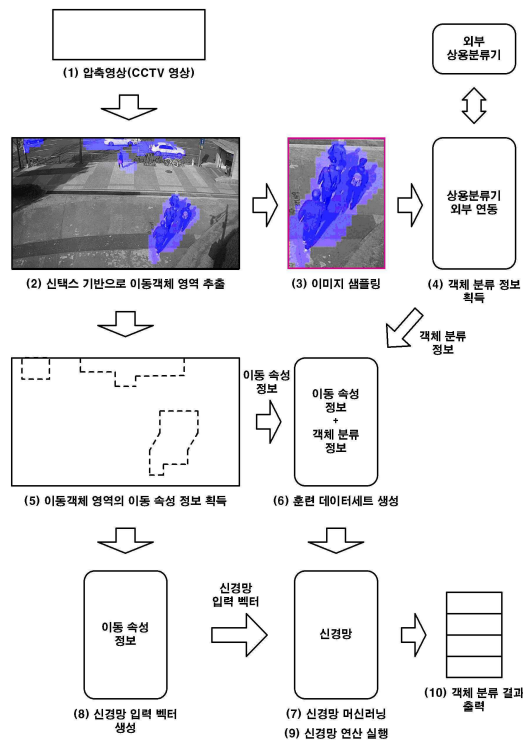 외부
상용분류기
(1) 압축영상(CCTV 영상)
상용분류기
외부 연동
(2) 신택스 기반으로 이동객체 영역 추출
(3) 이미지 샘플링
(4) 객체 분류 정보
획득
객체 분류
정보
이동 속성
정보
이동 속성
정보
+
객체 분류
정보
(5) 이동객체 영역의 이동 속성 정보 획득
(6) 훈련 데이터세트 생성
신경망
입력 벡터
이동 속성
정보
신경망
(8) 신경망 입력 벡터
생성
(7) 신경망 머신러닝
(9) 신경망 연산 실행
(10) 객체 분류 결과
출력